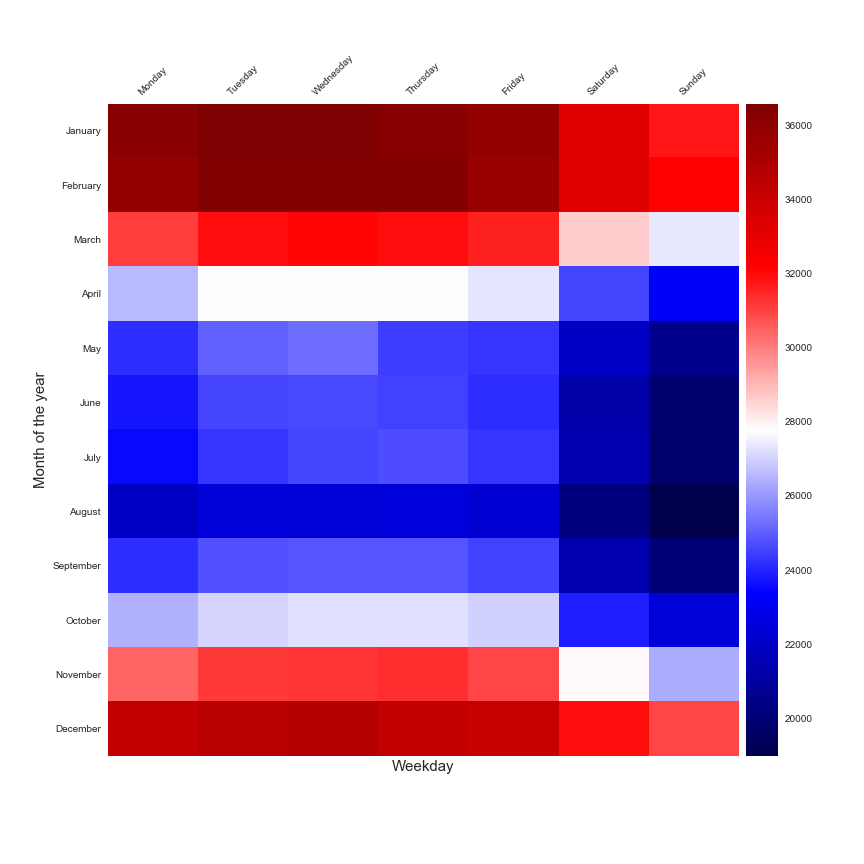 Monday Tuesday Wednesday Thursday Friday Saturday Sunday
January
February
March
April
May
June
July
August
September
October
November
December
Month of the year
Weekday
36000
34000
32000
30000
28000
26000
24000
22000
20000